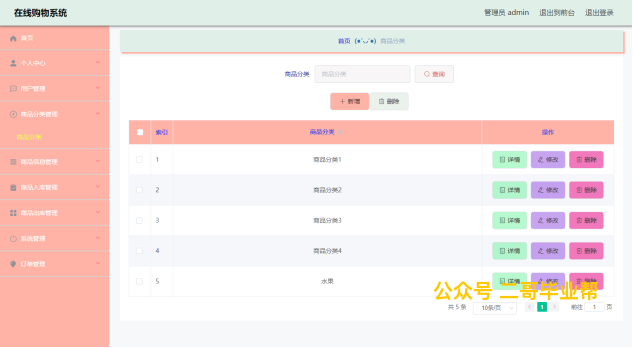 在线购物系统
管理员 admin 退出到前台 退出登录
首页
个人中心
用户管理
商品分类管理
商品分类
商品信息管理
商品入库管理
商品出库管理
系统管理
订单管理
首页 (●'◡'●) 商品分类
商品分类 商品分类 查询
新增 删除
索引 商品分类 操作
1 商品分类1 详情 修改 删除
2 商品分类2 详情 修改 删除
3 商品分类3 详情 修改 删除
4 商品分类4 详情 修改 删除
5 水果 详情 修改 删除
公众号 二哥毕业帮
共 5 条 10条/页 1 前往 1 页